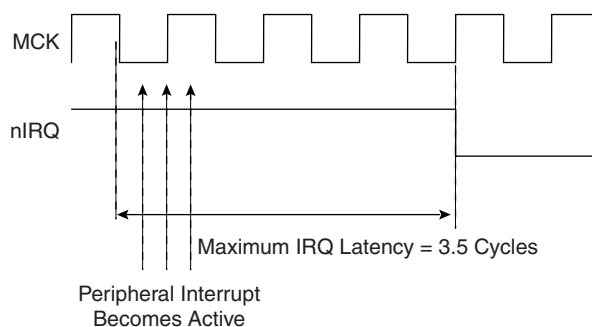 MCK
nIRQ
Maximum IRQ Latency = 3.5 Cycles
Peripheral Interrupt
Becomes Active